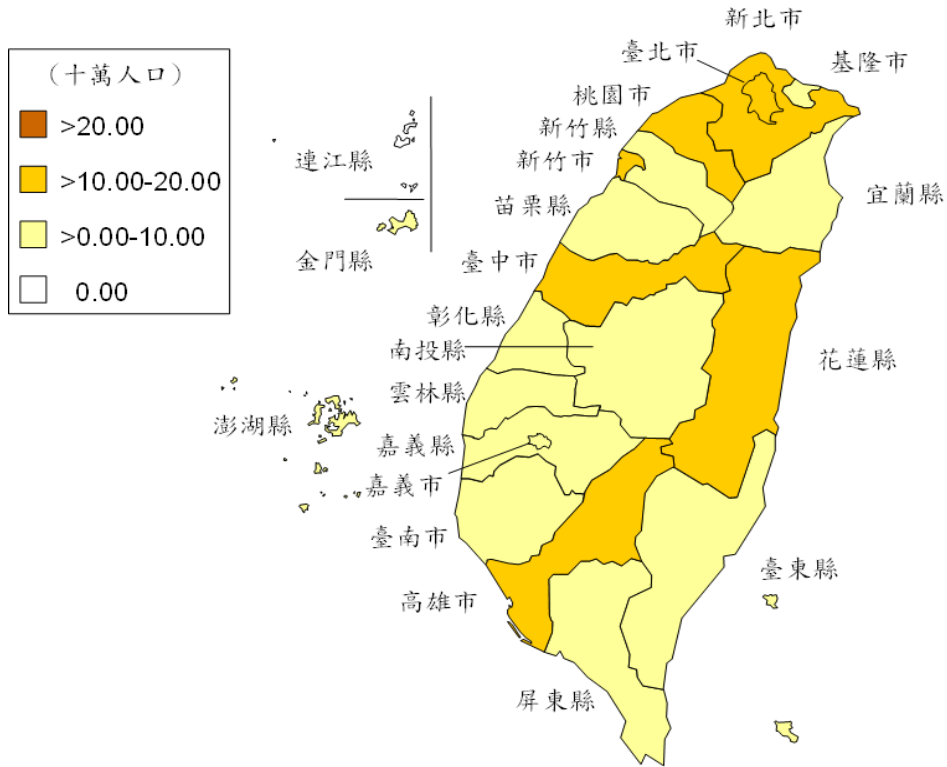 （十萬人口）
>20.00
>10.00-20.00
>0.00-10.00
0.00
新北市
臺北市
基隆市
桃園市
新竹縣
新竹市
連江縣
苗栗縣
宜蘭縣
金門縣
臺中市
彰化縣
南投縣
花蓮縣
雲林縣
澎湖縣
嘉義縣
嘉義市
臺南市
臺東縣
高雄市
屏東縣